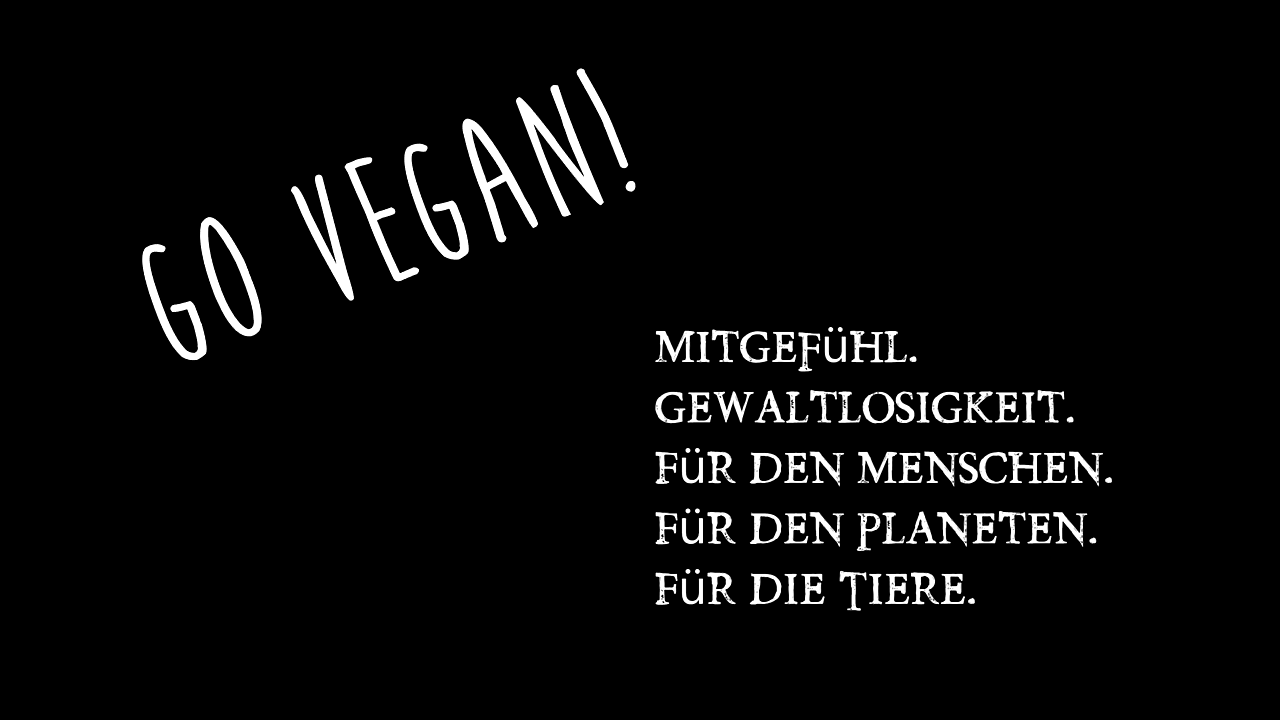 GO VEGAN!
MITGEFÜHL.
GEWALTLOSIGKEIT.
FÜR DEN MENSCHEN.
FÜR DEN PLANETEN.
FÜR DIE TIERE.